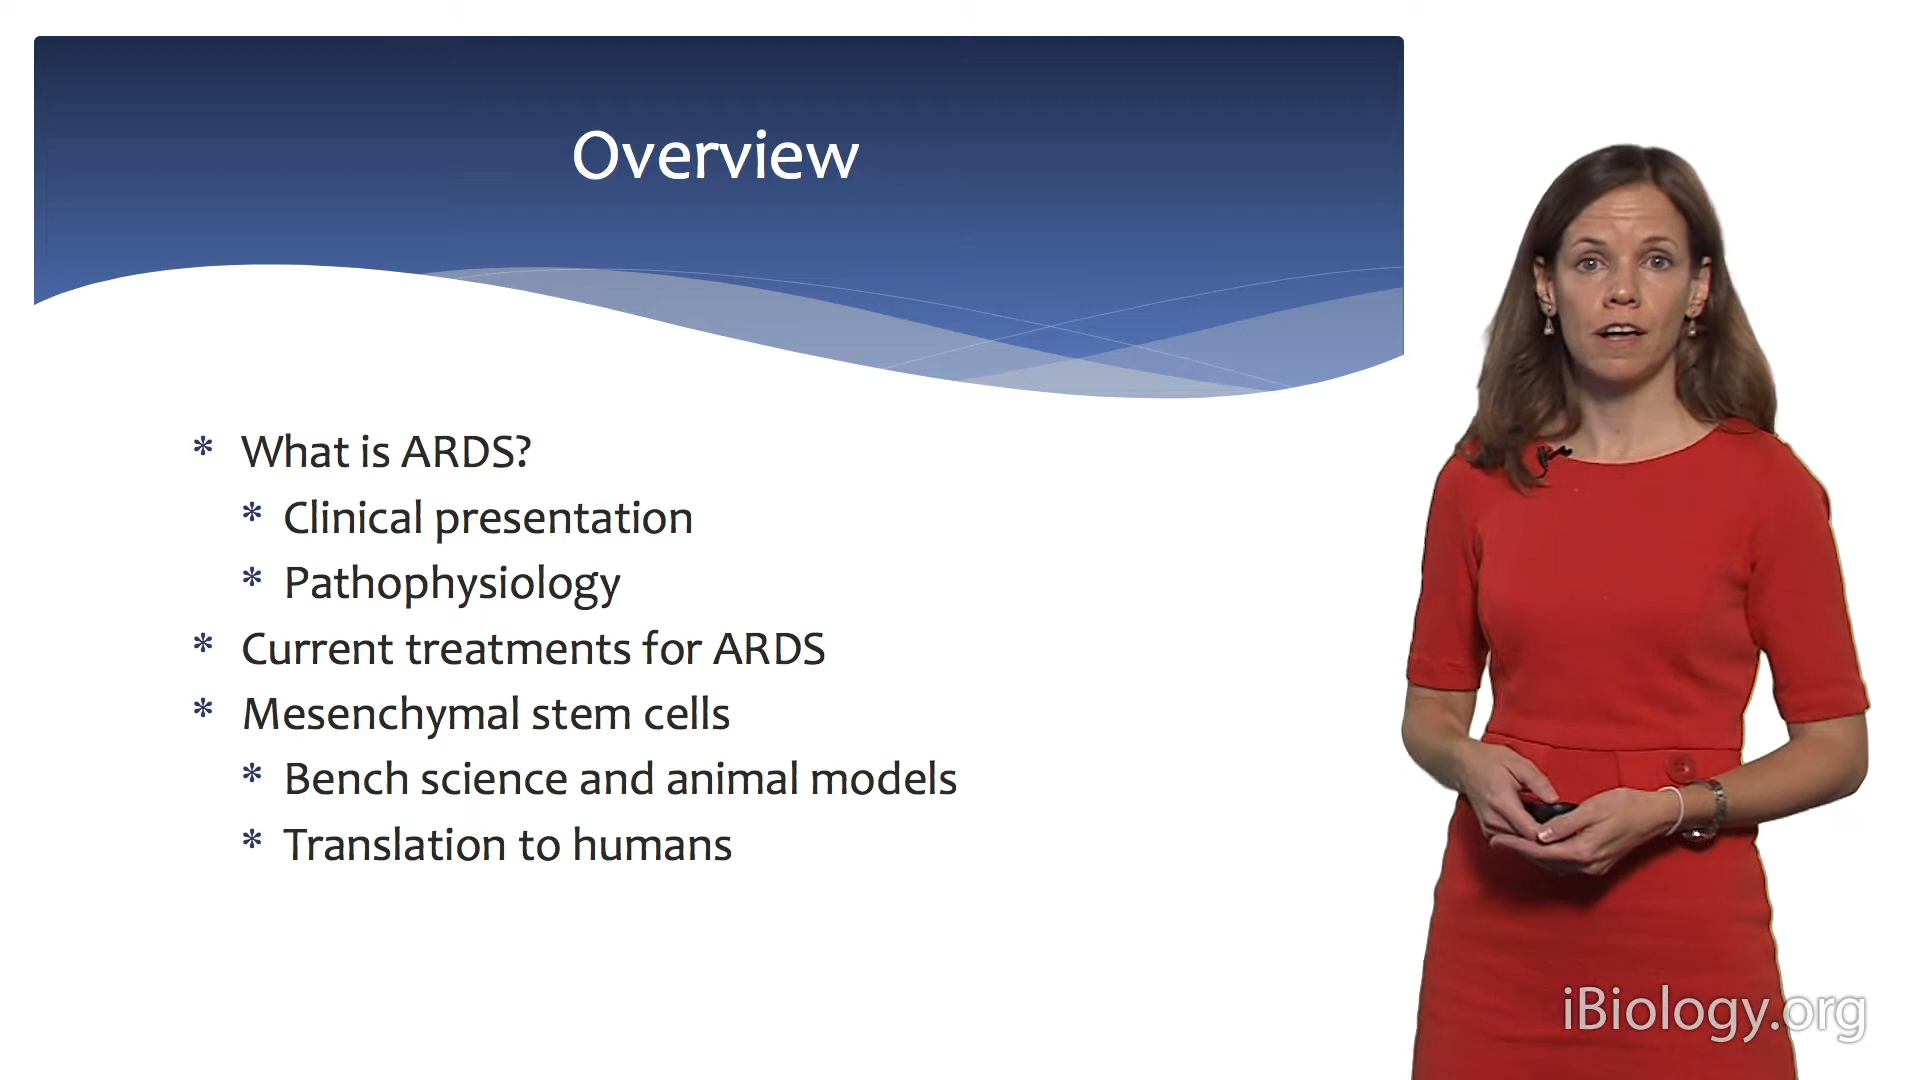 Overview
* What is ARDS?
* Clinical presentation
* Pathophysiology
* Current treatments for ARDS
* Mesenchymal stem cells
* Bench science and animal models
* Translation to humans
iBiology.org